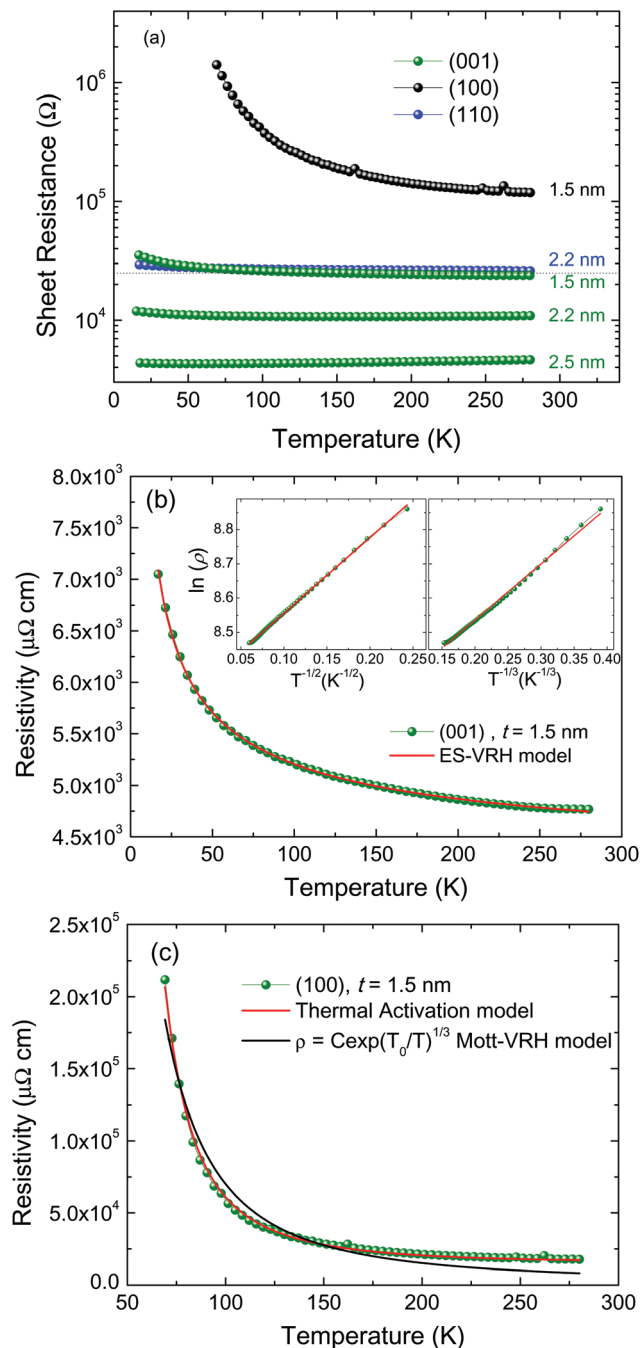 (a)
(001)
(100)
(110)
10^6
10^5
10^4
Sheet Resistance (Ω)
1.5 nm
2.2 nm
1.5 nm
2.2 nm
2.5 nm
0 50 100 150 200 250 300
Temperature (K)
(b)
8.0x10^3
7.5x10^3
7.0x10^3
6.5x10^3
6.0x10^3
5.5x10^3
5.0x10^3
4.5x10^3
Resistivity (μΩ cm)
ln (ρ)
8.8
8.7
8.6
8.5
0.05 0.10 0.15 0.20 0.25
T^-1/2(K^-1/2)
0.15 0.20 0.25 0.30 0.35 0.40
T^-1/3(K^-1/3)
(001) , t = 1.5 nm
ES-VRH model
0 50 100 150 200 250 300
Temperature (K)
(c)
2.5x10^5
2.0x10^5
1.5x10^5
1.0x10^5
5.0x10^4
0.0
Resistivity (μΩ cm)
(100), t = 1.5 nm
Thermal Activation model
ρ = Cexp(T_0/T)^1/3 Mott-VRH model
50 100 150 200 250 300
Temperature (K)